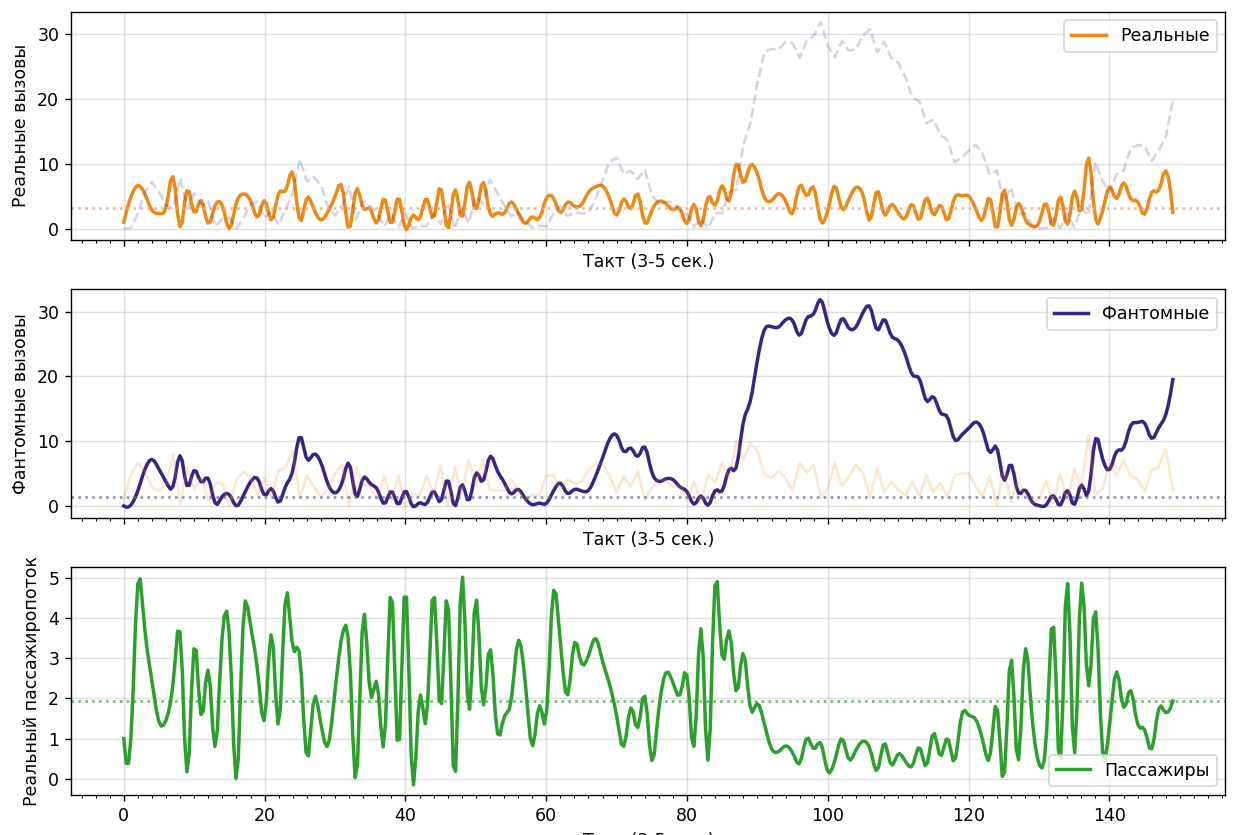 Реальные вызовы
30
20
10
0
Реальные
Такт (3-5 сек.)
Фантомные вызовы
30
20
10
0
Фантомные
Такт (3-5 сек.)
Реальный пассажиропоток
5
4
3
2
1
0
Пассажиры
0 20 40 60 80 100 120 140